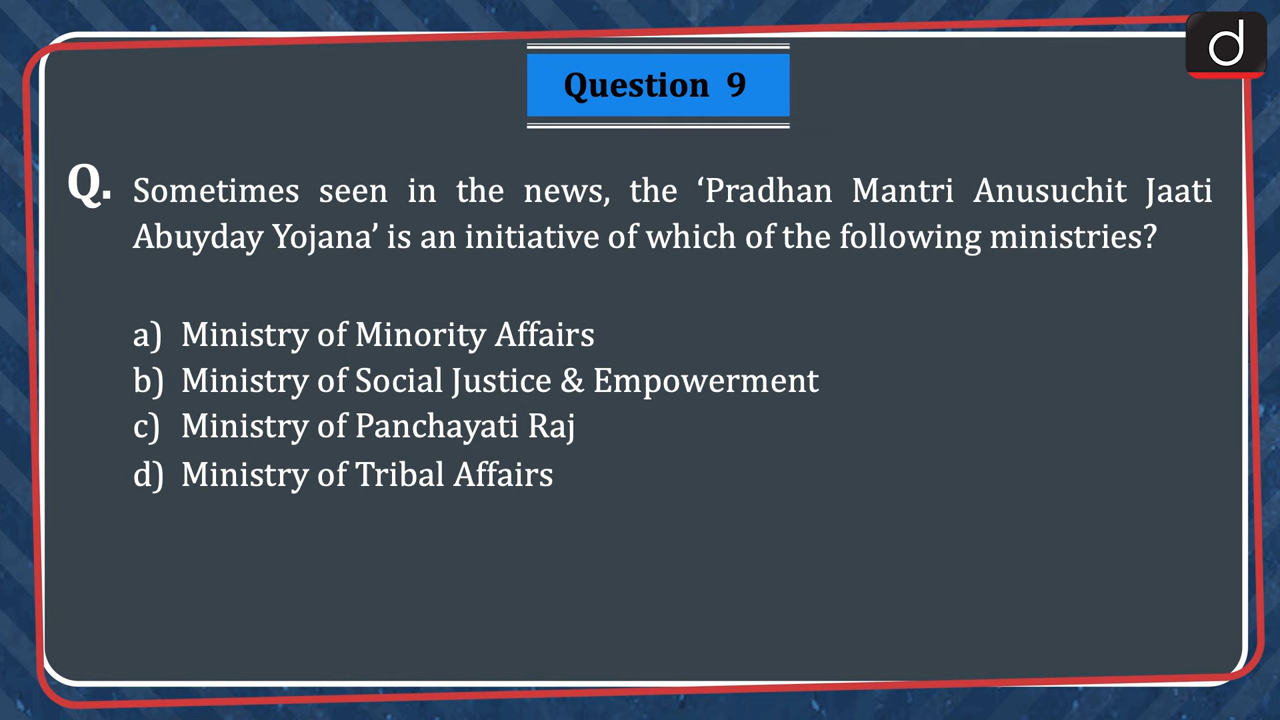 d
Question 9
Q. Sometimes seen in the news, the ‘Pradhan Mantri Anusuchit Jaati
Abuyday Yojana’ is an initiative of which of the following ministries?
a) Ministry of Minority Affairs
b) Ministry of Social Justice & Empowerment
c) Ministry of Panchayati Raj
d) Ministry of Tribal Affairs